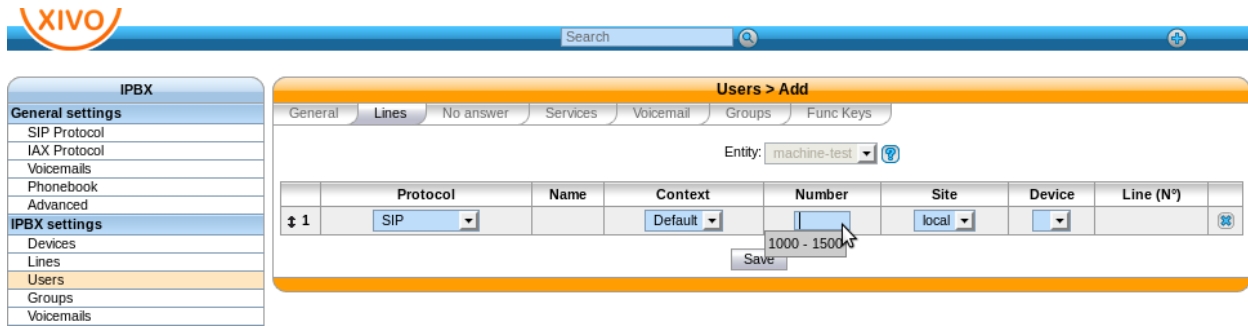 XIVO
Search
IPBX
General settings
SIP Protocol
IAX Protocol
Voicemails
Phonebook
Advanced
IPBX settings
Devices
Lines
Users
Groups
Voicemails
Users > Add
General Lines No answer Services Voicemail Groups Func Keys
Entity: machine-test
Protocol Name Context Number Site Device Line (N°)
1 SIP Default local
1000 - 1500
Save